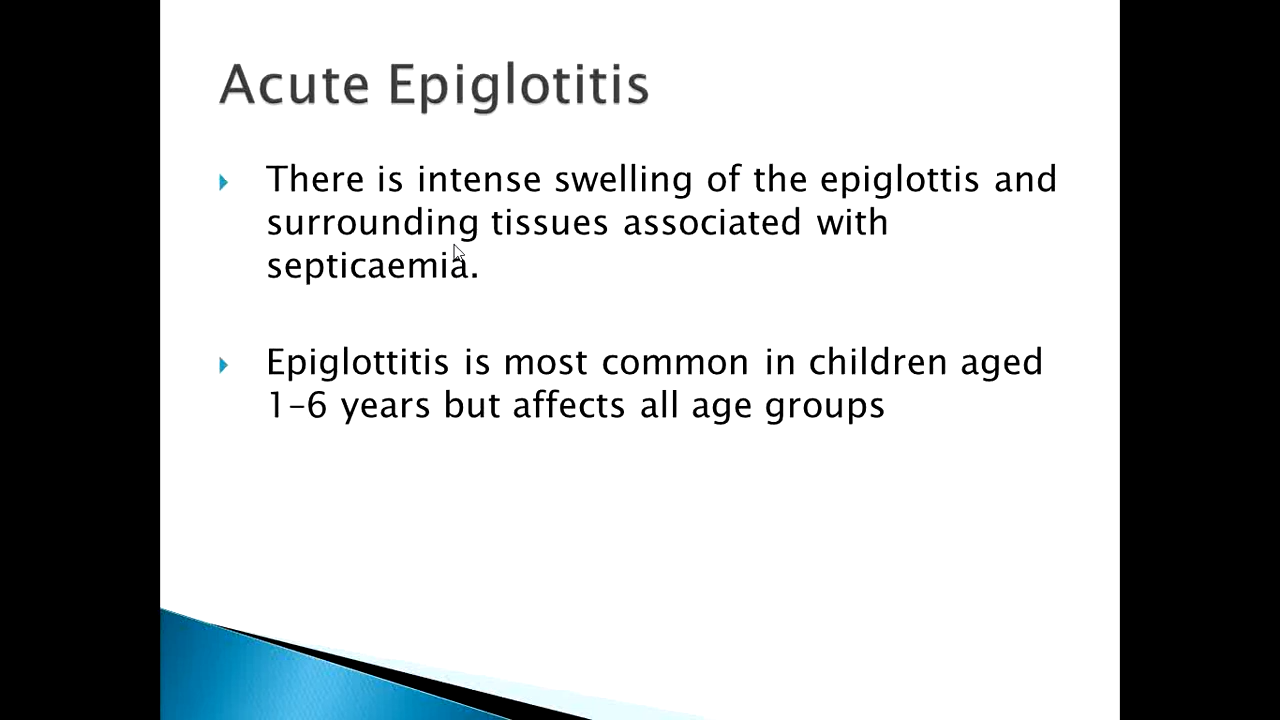 Acute Epiglotitis
There is intense swelling of the epiglottis and
surrounding tissues associated with
septicaemia.
Epiglottitis is most common in children aged
1–6 years but affects all age groups